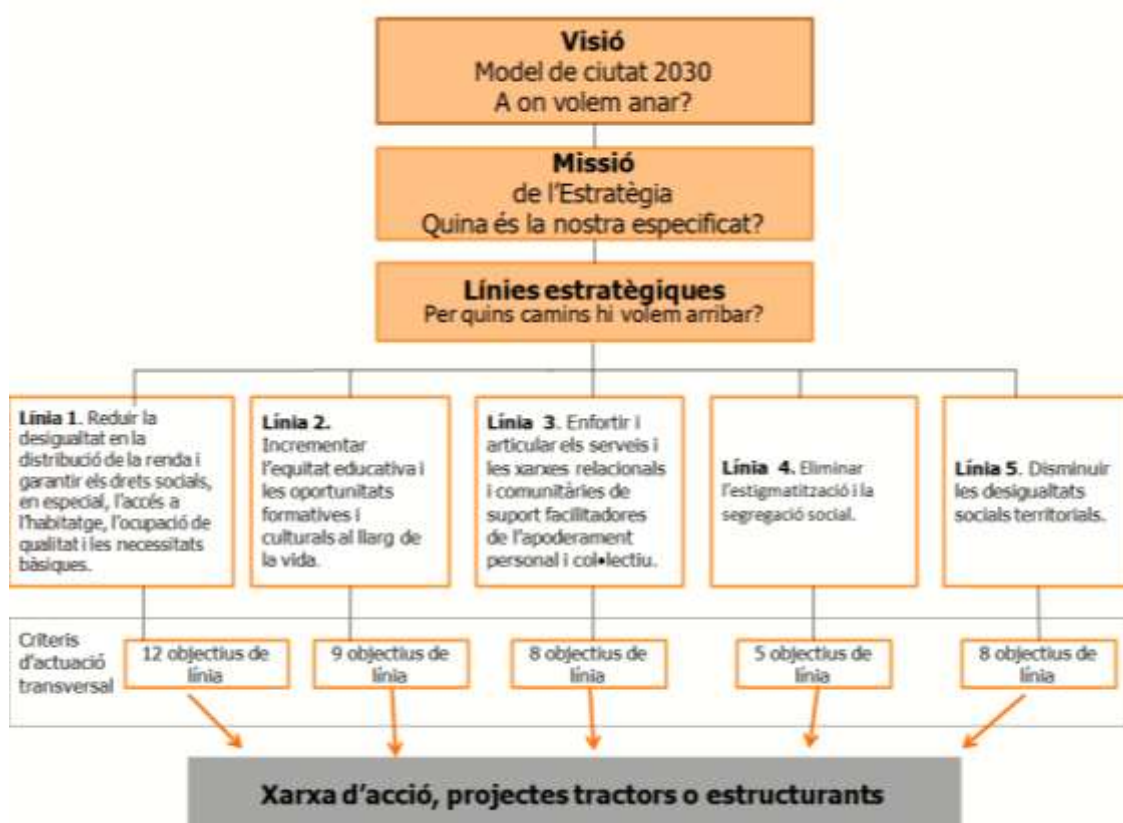 Visió
Model de ciutat 2030
A on volem anar?
Missió
de l'Estratègia
Quina és la nostra especificat?
Línies estratègiques
Per quins camins hi volem arribar?
Línia 1. Reduir la
desigualtat en la
distribució de la renda i
garantir els drets socials,
en especial, l'accés a
l'habitatge, l'ocupació de
qualitat i les necessitats
bàsiques.
Línia 2.
Incrementar
l'equitat educativa i
les oportunitats
formatives i
culturals al llarg de
la vida.
Línia 3. Enfortir i
articular els serveis i
les xarxes relacionals
i comunitàries de
suport facilitadores
de l'apoderament
personal i col•lectiu.
Línia 4. Eliminar
l'estigmatització i la
segregació social.
Línia 5. Disminuir
les desigualtats
socials territorials.
Criteris
d'actuació
transversal
12 objectius de
línia
9 objectius de
línia
8 objectius de
línia
5 objectius de
línia
8 objectius de
línia
Xarxa d'acció, projectes tractors o estructurants